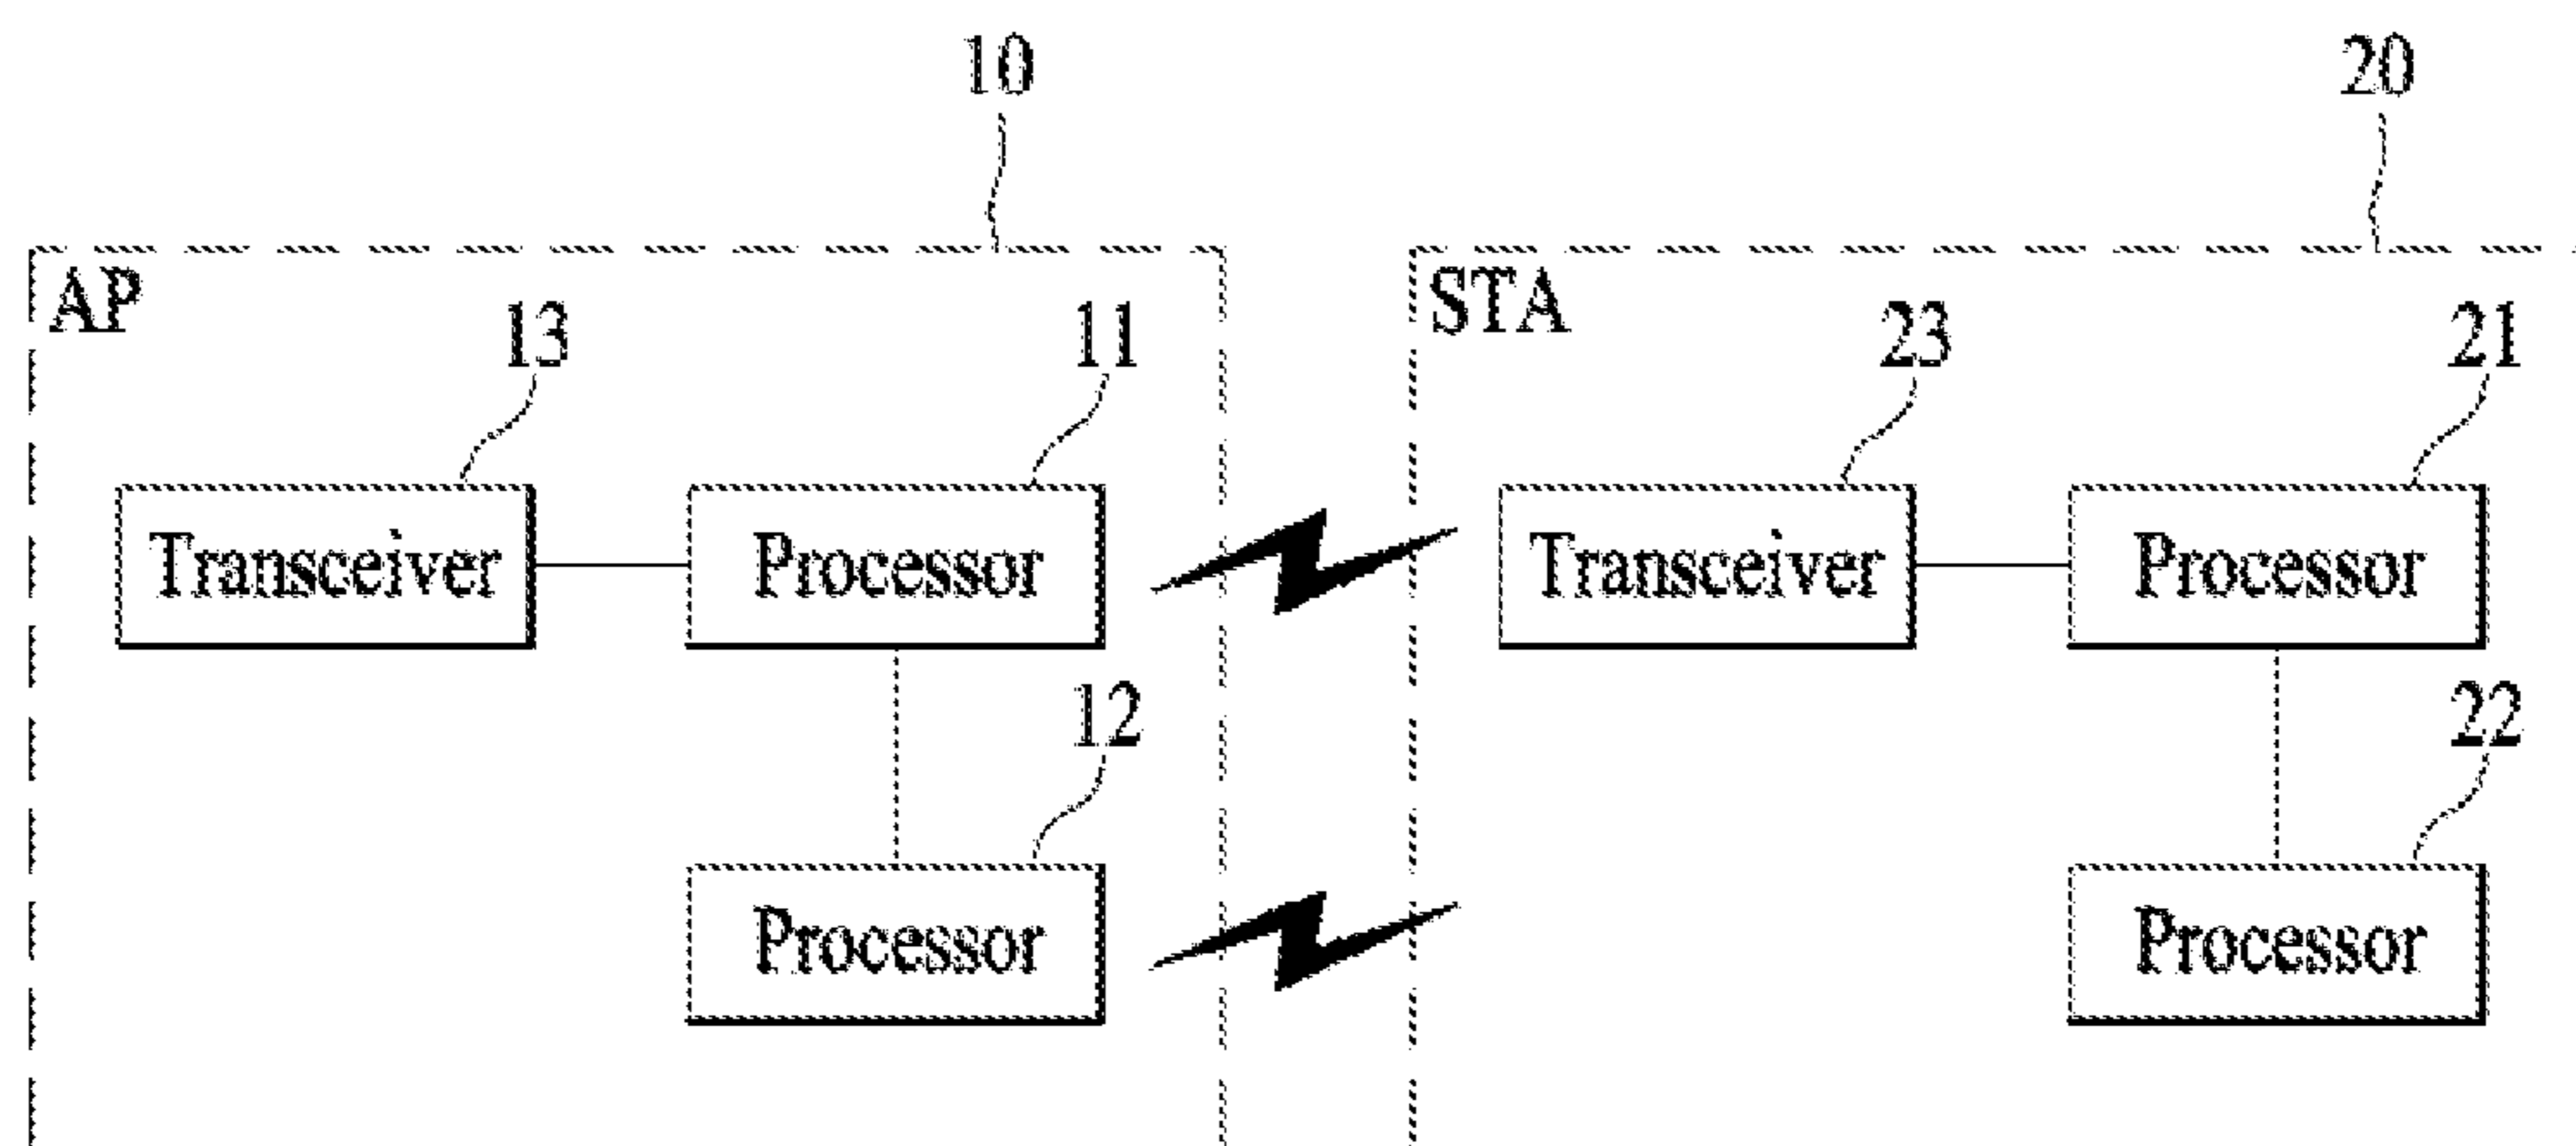 10
20
AP
STA
13
11
23
21
Transceiver
Processor
Transceiver
Processor
12
22
Processor
Processor